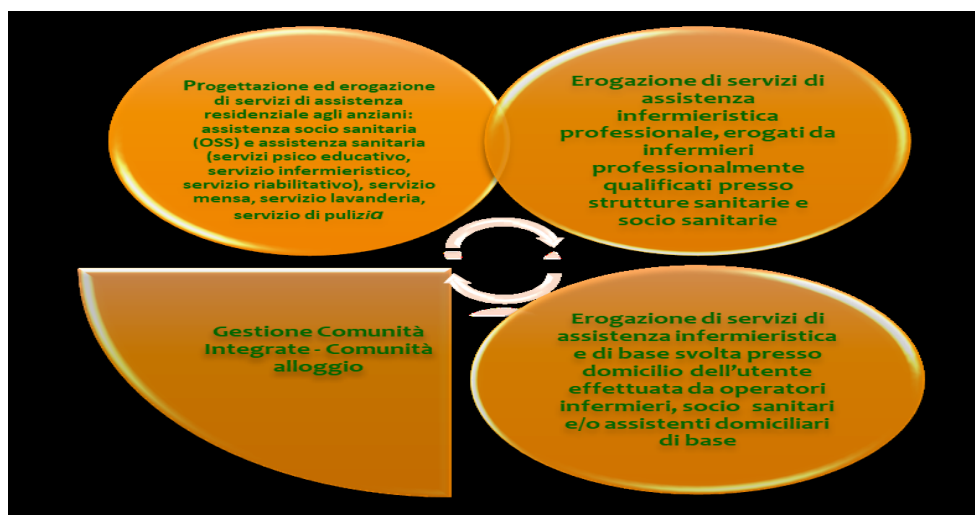 Progettazione ed erogazione
di servizi di assistenza
residenziale agli anziani:
assistenza socio sanitaria
(OSS) e assistenza sanitaria
(servizi psico educativo,
servizio infermieristico,
servizio riabilitativo), servizio
mensa, servizio lavanderia,
servizio di pulizia
Erogazione di servizi di
assistenza
infermieristica
professionale, erogati da
infermieri
professionalmente
qualificati presso
strutture sanitarie e
socio sanitarie
Gestione Comunità
Integrate - Comunità
alloggio
Erogazione di servizi di
assistenza infermieristica
e di base svolta presso
domicilio dell’utente
effettuata da operatori
infermieri, socio sanitari
e/o assistenti domiciliari
di base